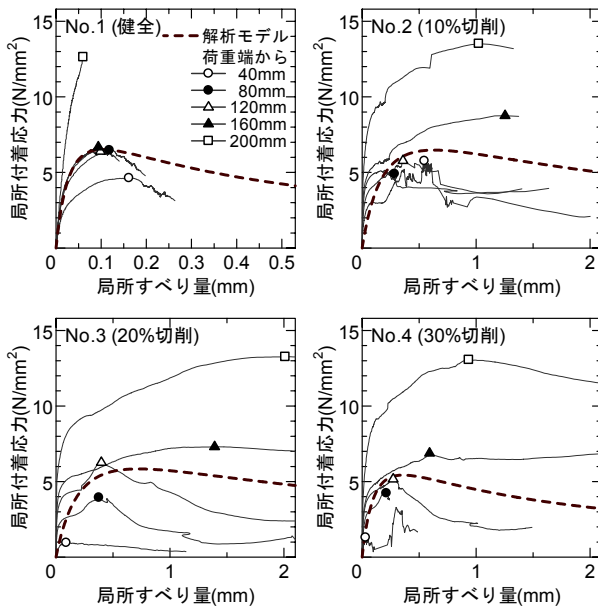 No.1 (健全)
解析モデル
荷重端から
40mm
80mm
120mm
160mm
200mm
局所付着応力(N/mm²)
15
10
5
0
0 0.1 0.2 0.3 0.4 0.5
局所すべり量(mm)
No.2 (10%切削)
局所付着応力(N/mm²)
15
10
5
0
0 1 2
局所すべり量(mm)
No.3 (20%切削)
局所付着応力(N/mm²)
15
10
5
0
0 1 2
局所すべり量(mm)
No.4 (30%切削)
局所付着応力(N/mm²)
15
10
5
0
0 1 2
局所すべり量(mm)